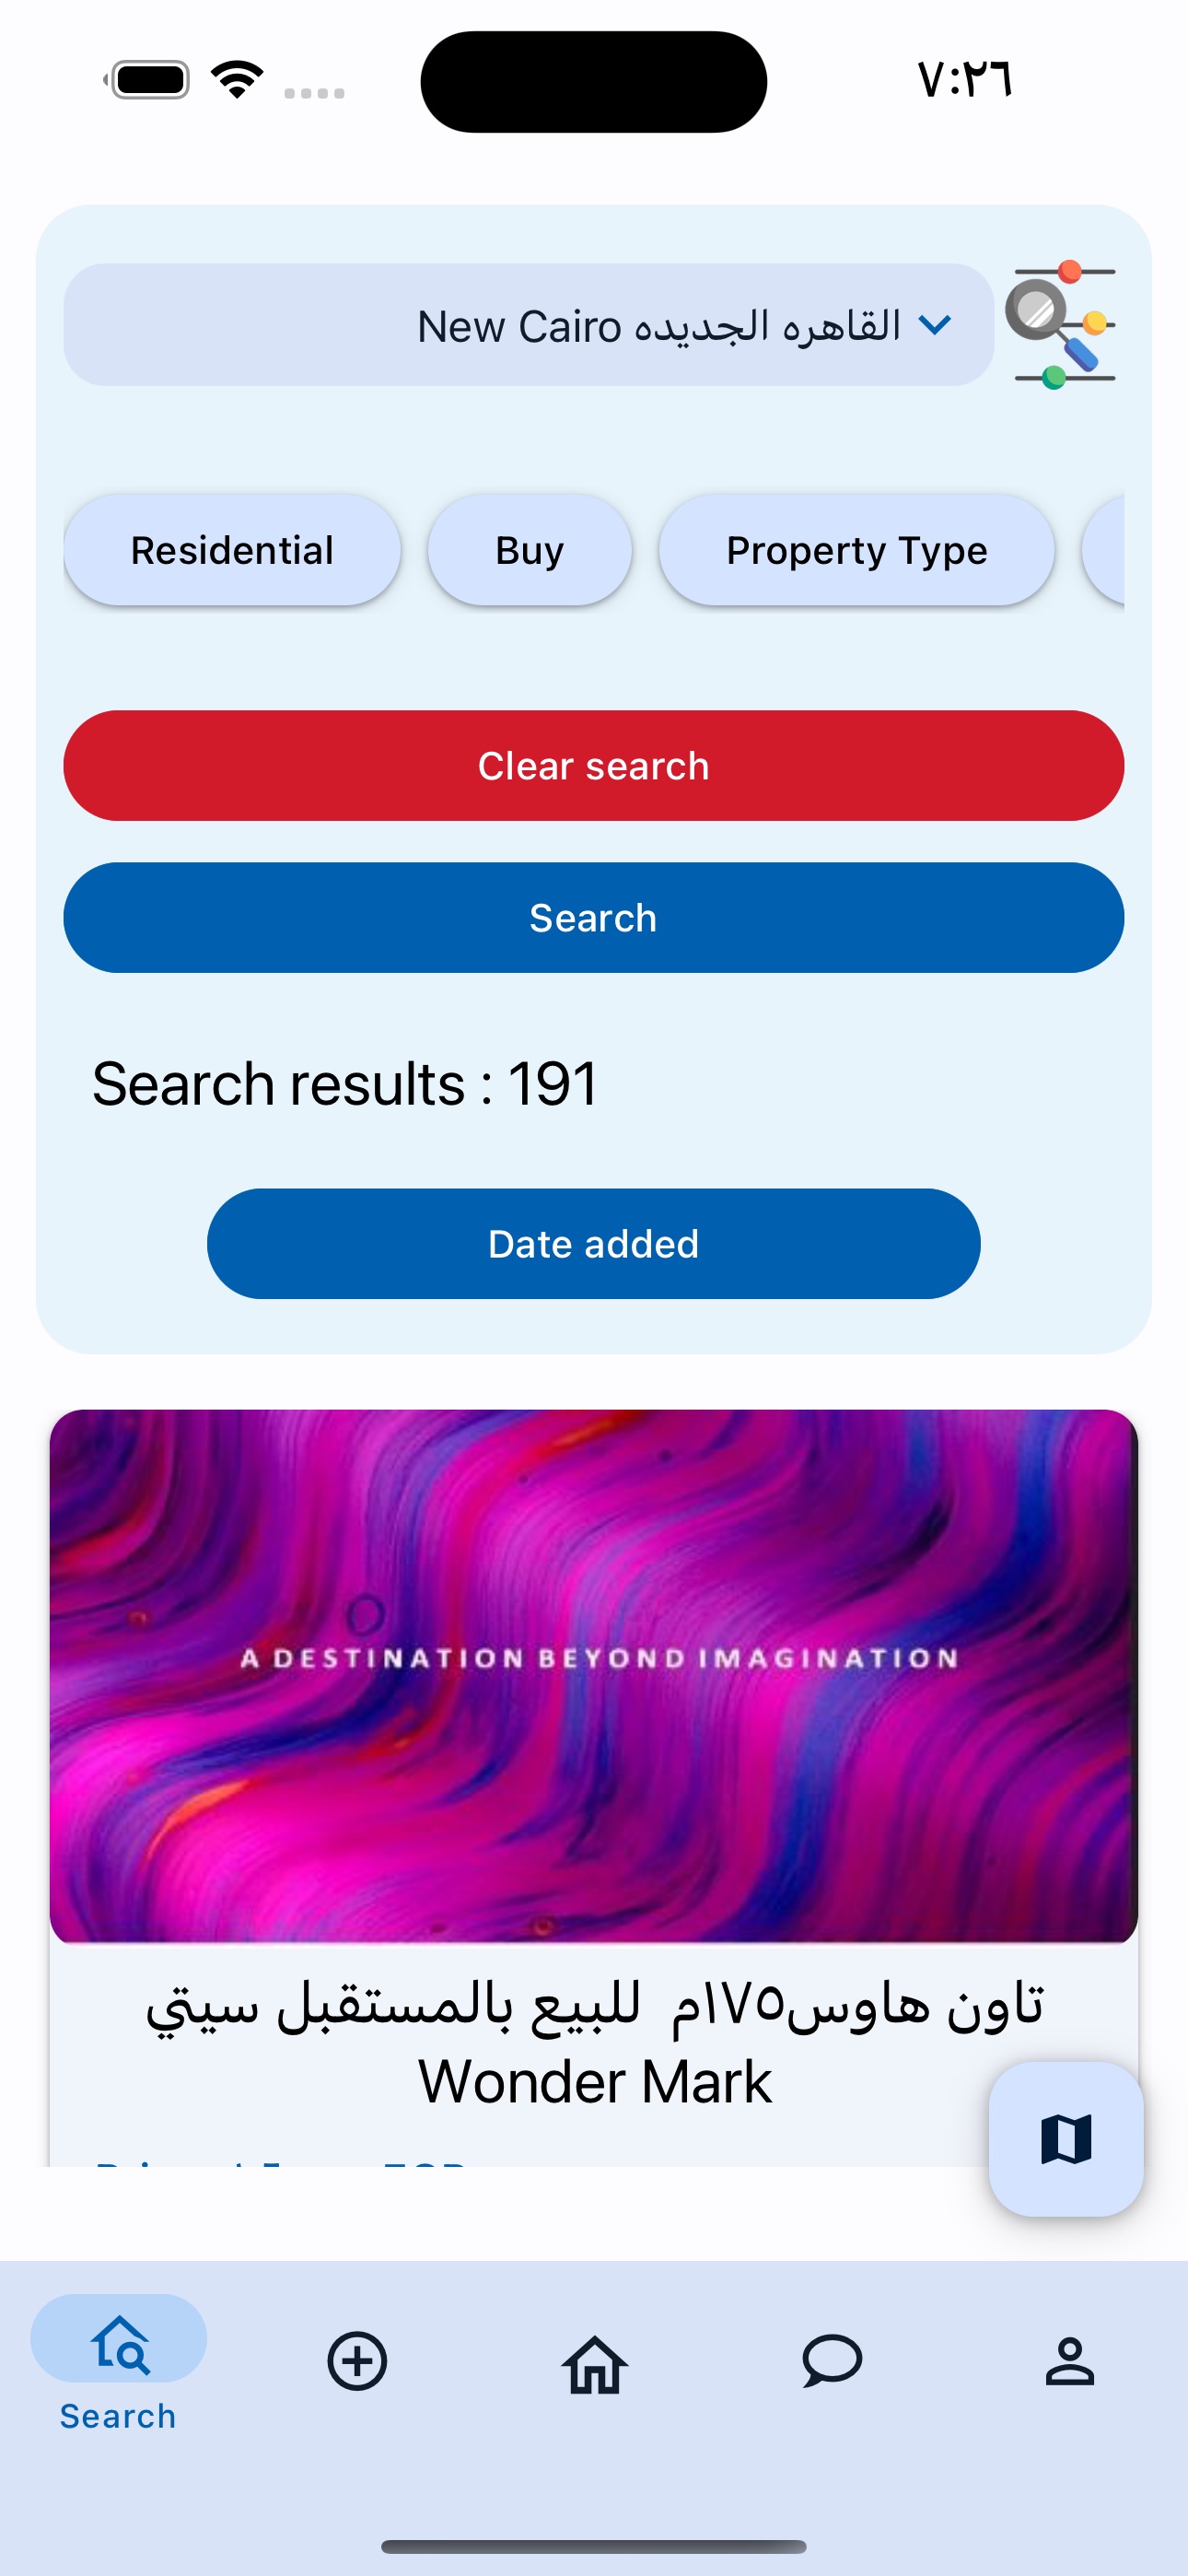 ٧:٢٦
القاهره الجديده New Cairo
Residential Buy Property Type
Clear search
Search
Search results : 191
Date added
A DESTINATION BEYOND IMAGINATION
تاون هاوس١٧٥م للبيع بالمستقبل سيتي
Wonder Mark
Search